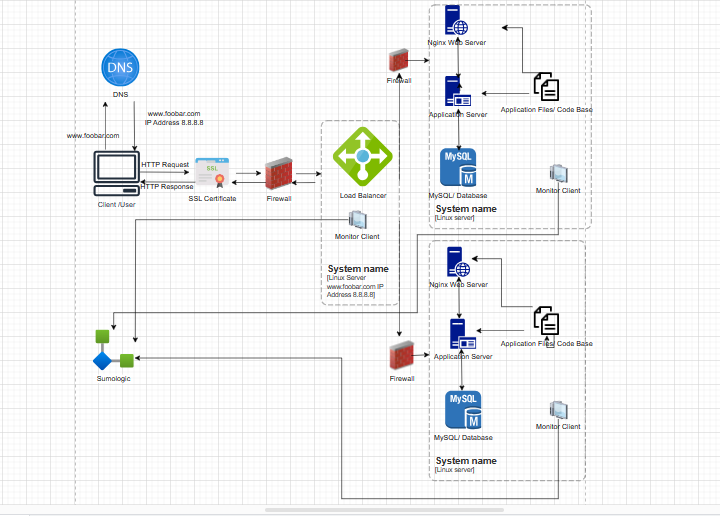 Nginx Web Server
DNS
DNS
Firewall
www.foobar.com
IP Address 8.8.8.8
Application Server
Application Files/ Code Base
www.foobar.com
HTTP Request
SSL
HTTP Response
SSL Certificate
Firewall
Load Balancer
Client /User
MySQL
M
MySQL/ Database
Monitor Client
System name
[Linux server]
Monitor Client
System name
[Linux Server
www.foobar.com IP
Address 8.8.8.8]
Nginx Web Server
Application Server
Application Files/ Code Base
Sumologic
Firewall
MySQL
M
MySQL/ Database
Monitor Client
System name
[Linux server]